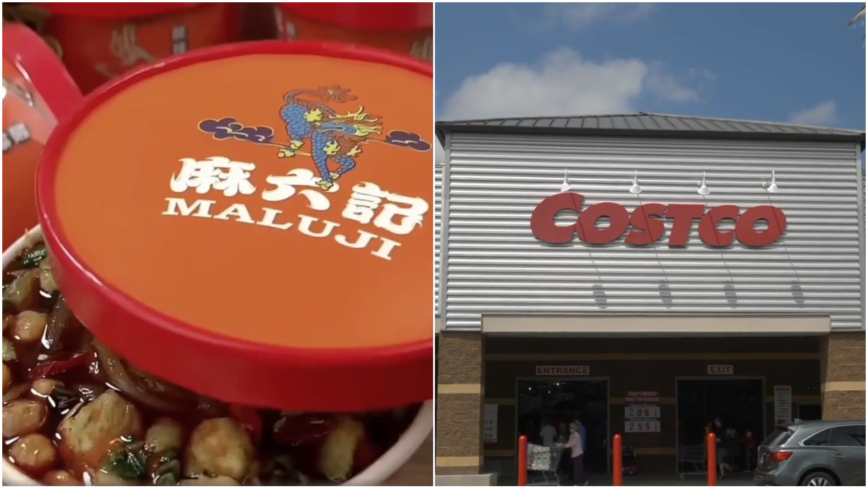 麻六記
MALUJI
COSTCO
ENTRANCE
EXIT